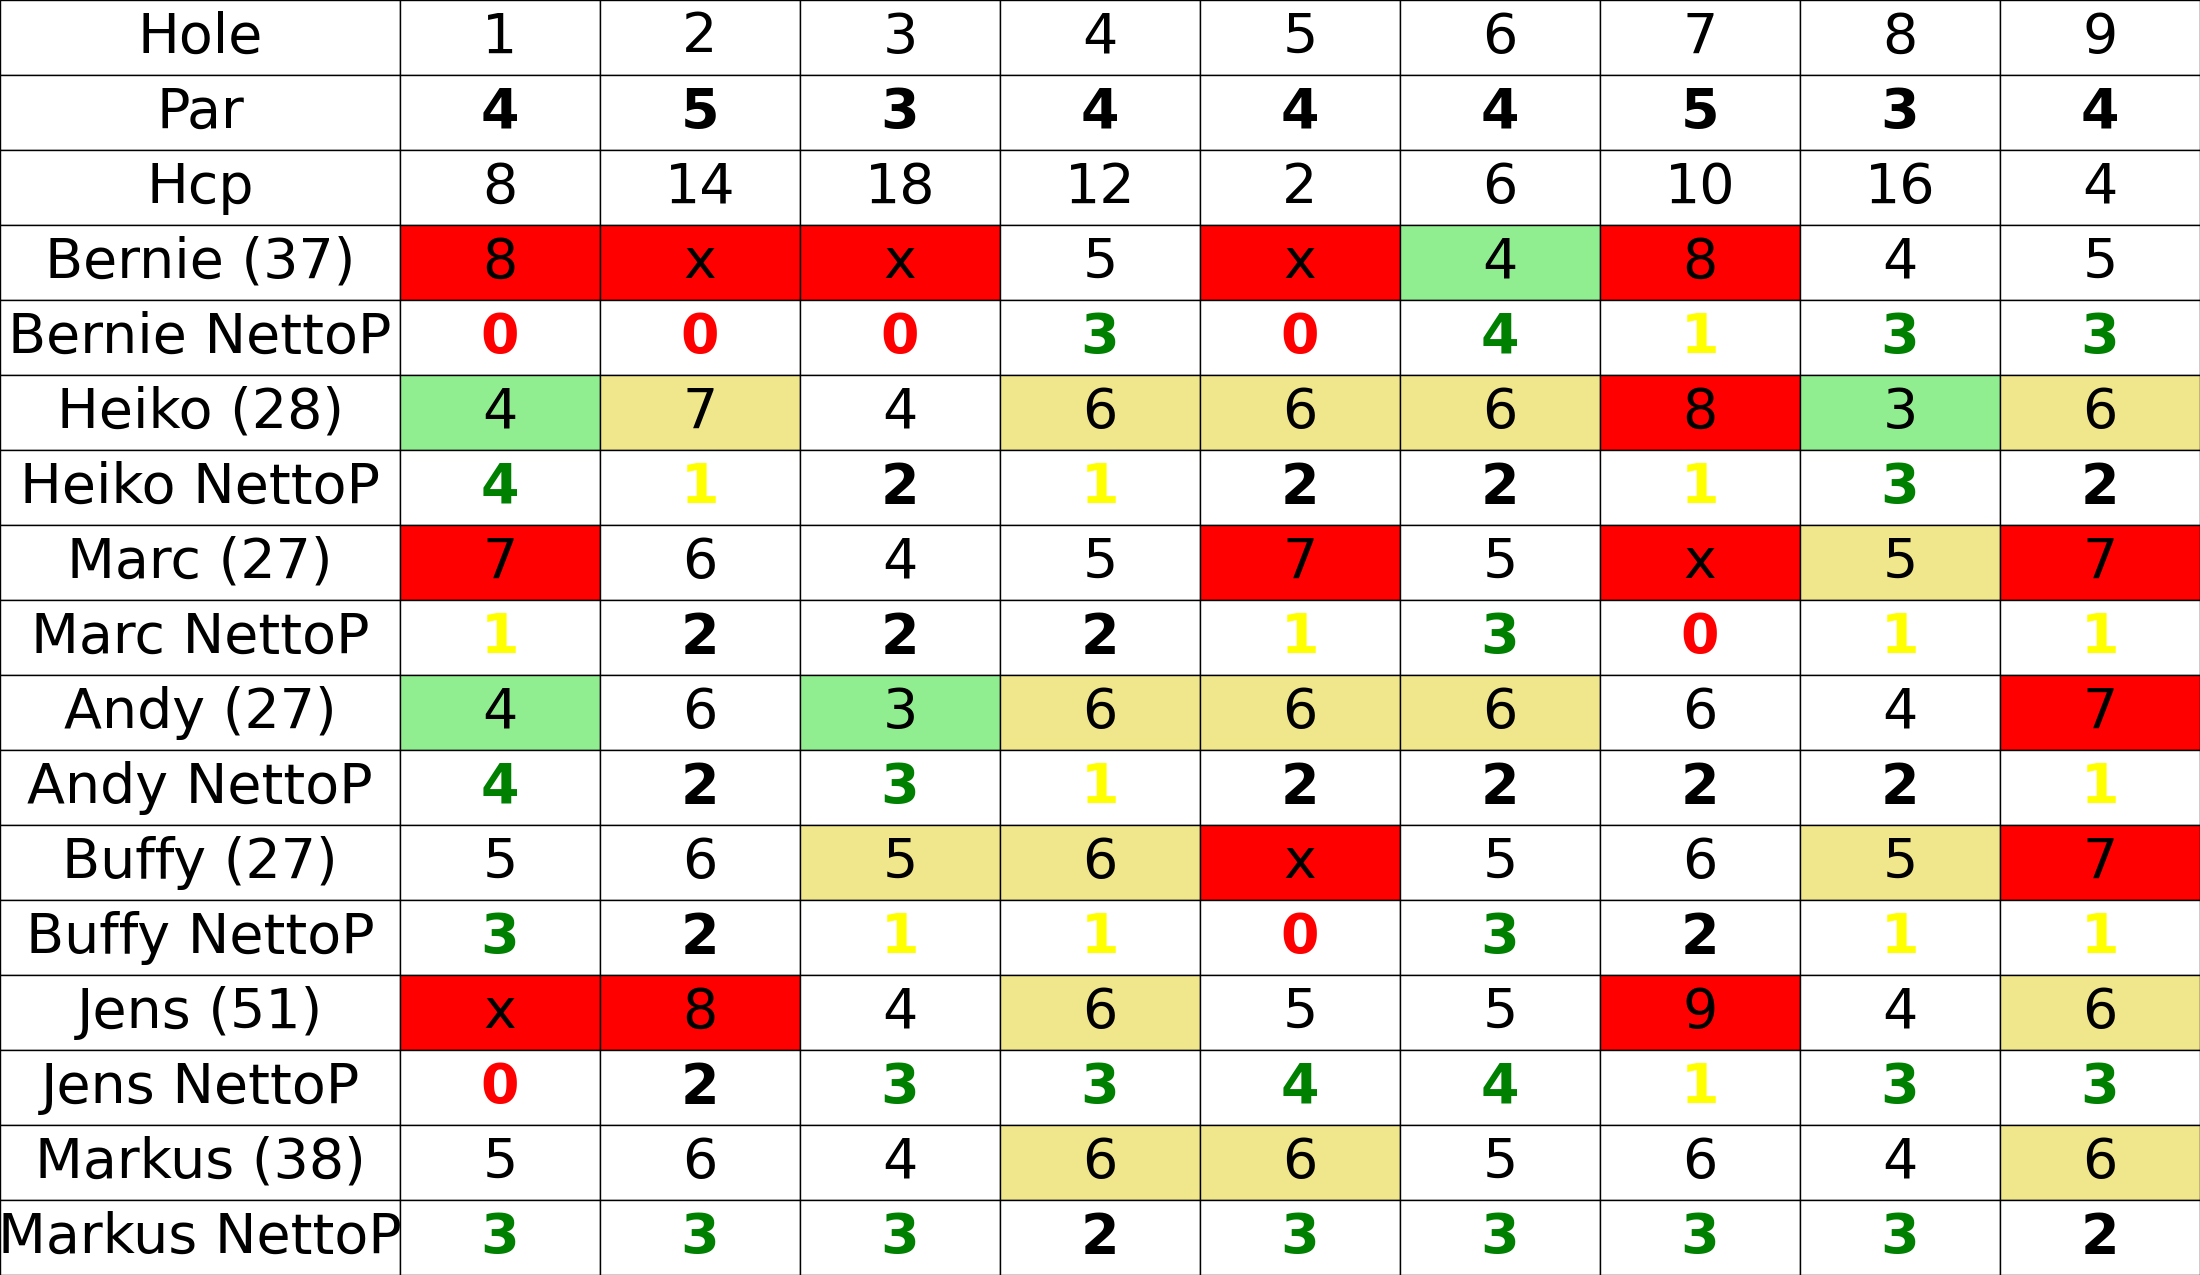 Hole 1 2 3 4 5 6 7 8 9
Par 4 5 3 4 4 4 5 3 4
Hcp 8 14 18 12 2 6 10 16 4
Bernie (37) 8 x x 5 x 4 8 4 5
Bernie NettoP 0 0 0 3 0 4 1 3 3
Heiko (28) 4 7 4 6 6 6 8 3 6
Heiko NettoP 4 1 2 1 2 2 1 3 2
Marc (27) 7 6 4 5 7 5 x 5 7
Marc NettoP 1 2 2 2 1 3 0 1 1
Andy (27) 4 6 3 6 6 6 6 4 7
Andy NettoP 4 2 3 1 2 2 2 2 1
Buffy (27) 5 6 5 6 x 5 6 5 7
Buffy NettoP 3 2 1 1 0 3 2 1 1
Jens (51) x 8 4 6 5 5 9 4 6
Jens NettoP 0 2 3 3 4 4 1 3 3
Markus (38) 5 6 4 6 6 5 6 4 6
Markus NettoP 3 3 3 2 3 3 3 3 2